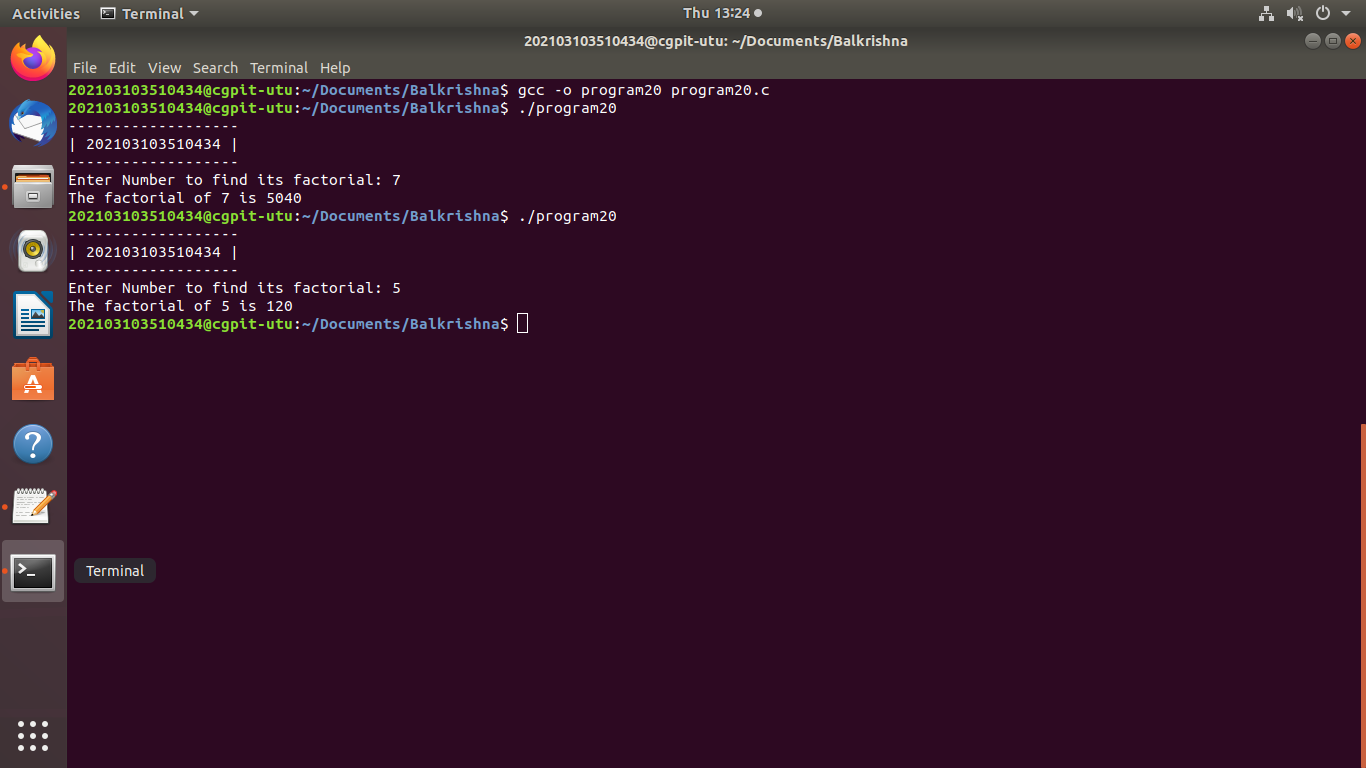 Activities Terminal Thu 13:24
202103103510434@cgpit-utu: ~/Documents/Balkrishna
File Edit View Search Terminal Help
202103103510434@cgpit-utu:~/Documents/Balkrishna$ gcc -o program20 program20.c
202103103510434@cgpit-utu:~/Documents/Balkrishna$ ./program20
-------------------
| 202103103510434 |
-------------------
Enter Number to find its factorial: 7
The factorial of 7 is 5040
202103103510434@cgpit-utu:~/Documents/Balkrishna$ ./program20
-------------------
| 202103103510434 |
-------------------
Enter Number to find its factorial: 5
The factorial of 5 is 120
202103103510434@cgpit-utu:~/Documents/Balkrishna$
Terminal